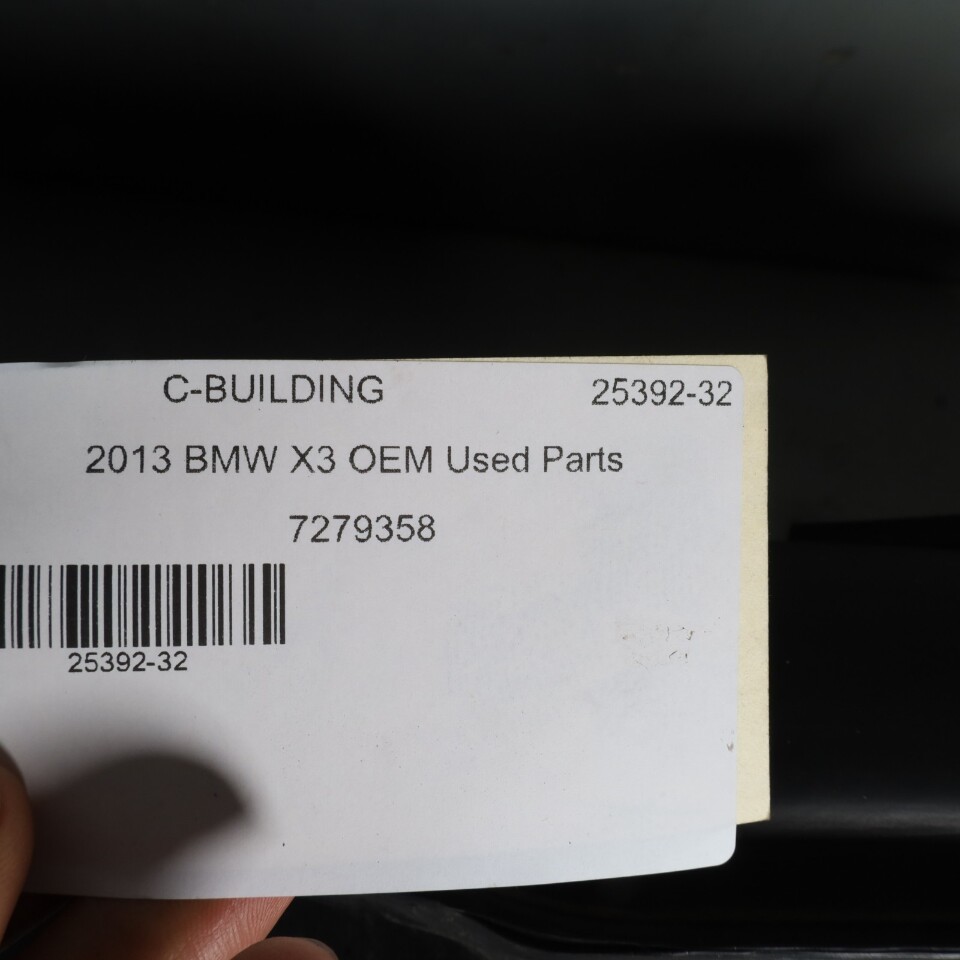 C-BUILDING 25392-32
2013 BMW X3 OEM Used Parts
7279358
25392-32